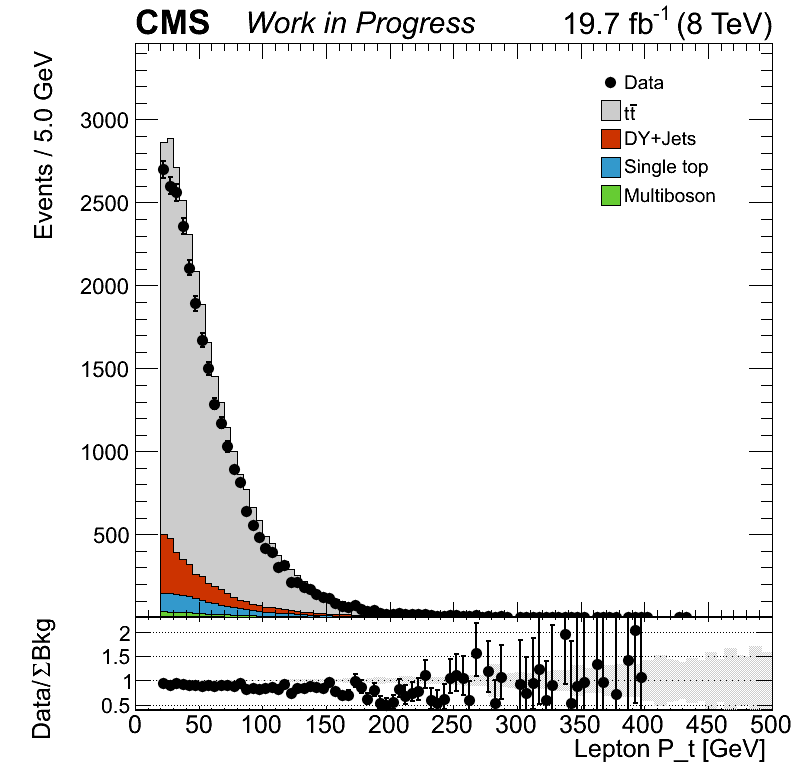 CMS Work in Progress 19.7 fb⁻¹ (8 TeV)
Events / 5.0 GeV
3000
2500
2000
1500
1000
500
Data
tt̄
DY+Jets
Single top
Multiboson
Data/ΣBkg
2
1.5
1
0.5
0 50 100 150 200 250 300 350 400 450 500
Lepton P_t [GeV]